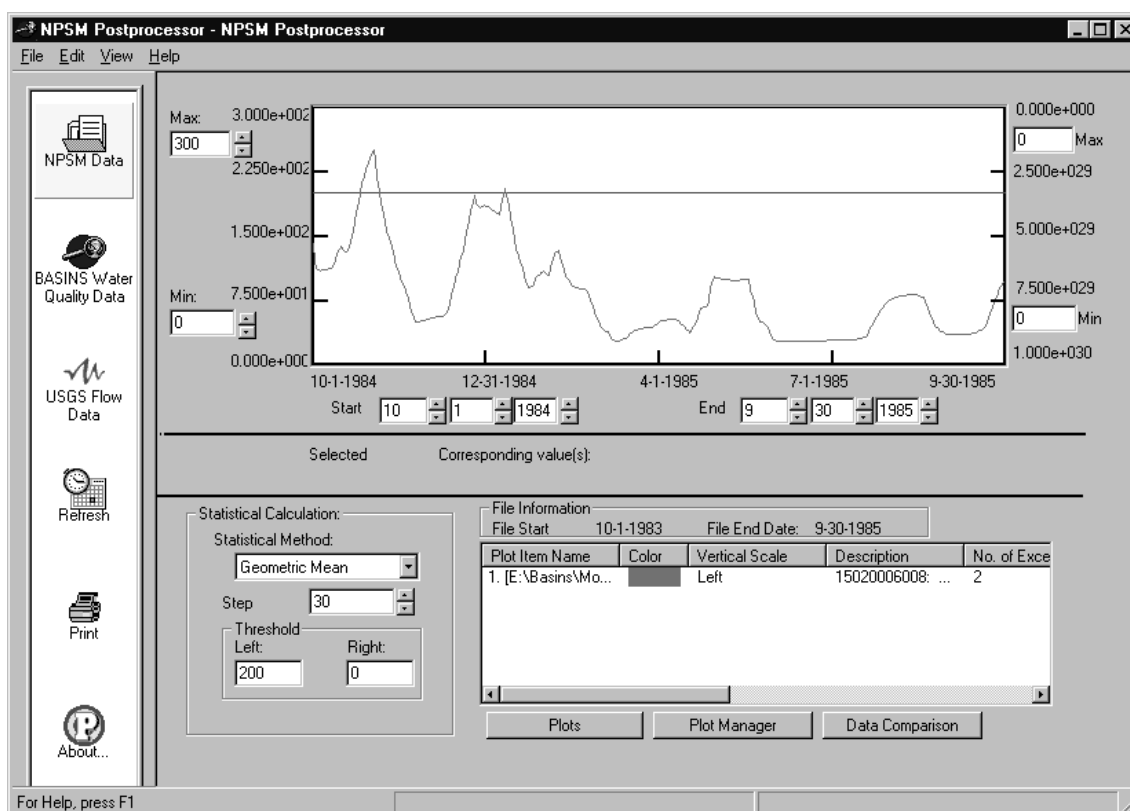 NPSM Postprocessor - NPSM Postprocessor
File Edit View Help
NPSM Data
BASINS Water
Quality Data
USGS Flow
Data
Refresh
Print
About...
Max: 3.000e+002
300
2.250e+002
1.500e+002
Min: 7.500e+001
0
0.000e+000
0.000e+000
0 Max
2.500e+029
5.000e+029
7.500e+029
0 Min
1.000e+030
10-1-1984 12-31-1984 4-1-1985 7-1-1985 9-30-1985
Start 10 1 1984 End 9 30 1985
Selected Corresponding value(s):
Statistical Calculation:
Statistical Method:
Geometric Mean
Step 30
Threshold
Left: Right:
200 0
File Information
File Start 10-1-1983 File End Date: 9-30-1985
Plot Item Name Color Vertical Scale Description No. of Exce
1. [E:\Basins\Mo... Left 15020006008: ... 2
Plots Plot Manager Data Comparison
For Help, press F1